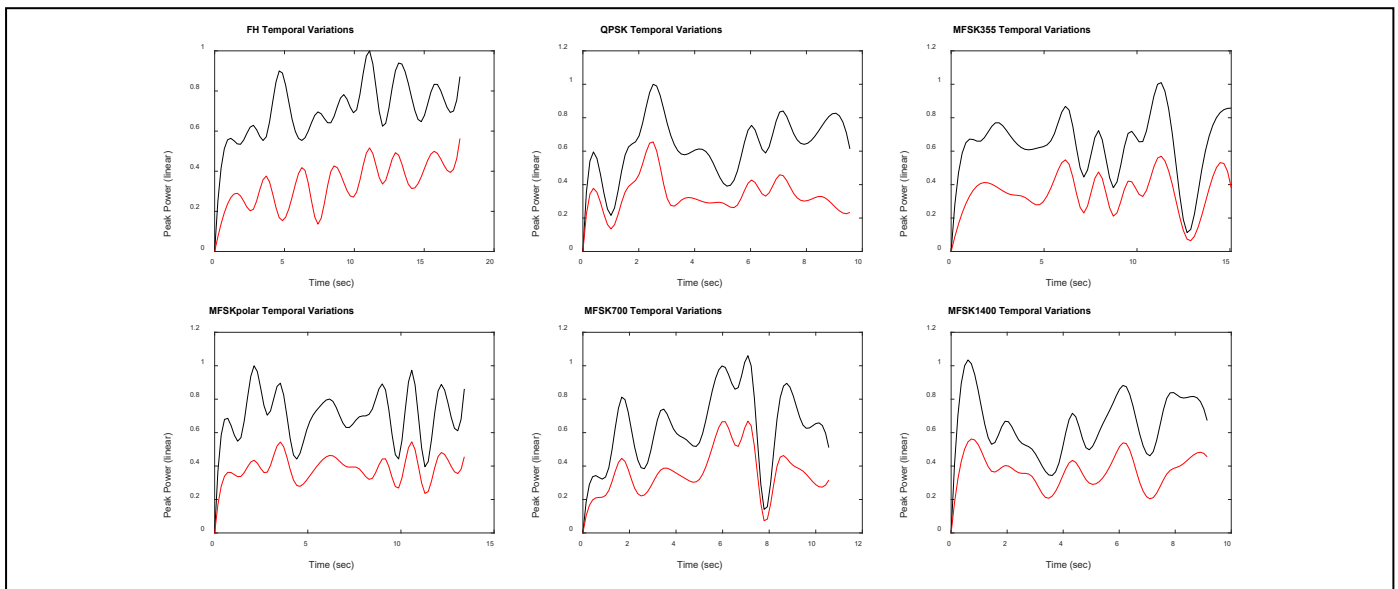 FH Temporal Variations
1
0.8
0.6
0.4
0.2
0
0 5 10 15 20
Peak Power (linear)
Time (sec)
QPSK Temporal Variations
1.2
1
0.8
0.6
0.4
0.2
0
0 2 4 6 8 10
Peak Power (linear)
Time (sec)
MFSK355 Temporal Variations
1.2
1
0.8
0.6
0.4
0.2
0
0 5 10 15
Peak Power (linear)
Time (sec)
MFSKpolar Temporal Variations
1.2
1
0.8
0.6
0.4
0.2
0
0 5 10 15
Peak Power (linear)
Time (sec)
MFSK700 Temporal Variations
1.2
1
0.8
0.6
0.4
0.2
0
0 2 4 6 8 10 12
Peak Power (linear)
Time (sec)
MFSK1400 Temporal Variations
1.2
1
0.8
0.6
0.4
0.2
0
0 2 4 6 8 10
Peak Power (linear)
Time (sec)